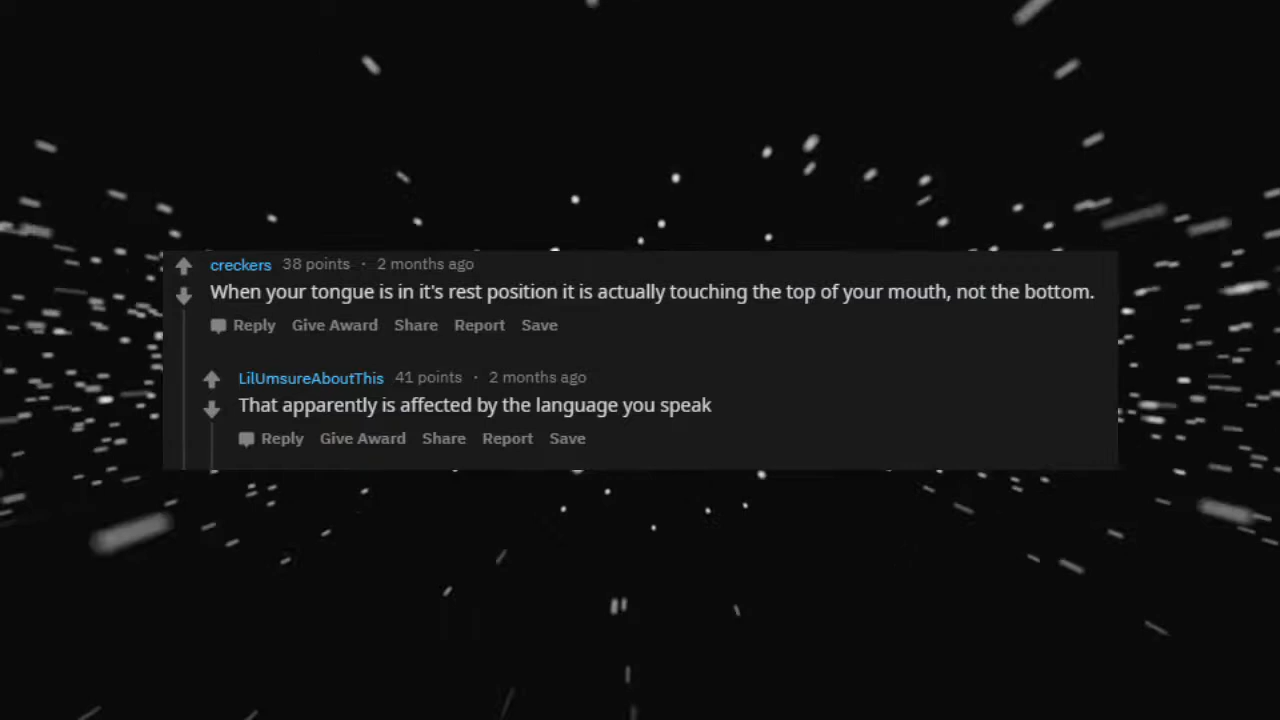 creckers 38 points · 2 months ago
When your tongue is in it's rest position it is actually touching the top of your mouth, not the bottom.
Reply Give Award Share Report Save
LilUmsureAboutThis 41 points · 2 months ago
That apparently is affected by the language you speak
Reply Give Award Share Report Save